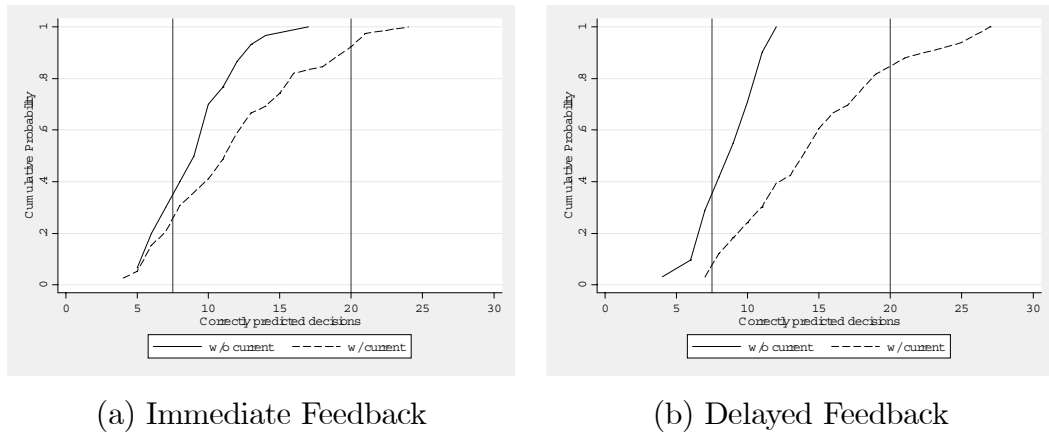 Cumulative Probability
1
.8
.6
.4
.2
0
0 5 10 15 20 25 30
Correctly predicted decisions
w/o current w/ current
(a) Immediate Feedback
Cumulative Probability
1
.8
.6
.4
.2
0
0 5 10 15 20 25 30
Correctly predicted decisions
w/o current w/ current
(b) Delayed Feedback